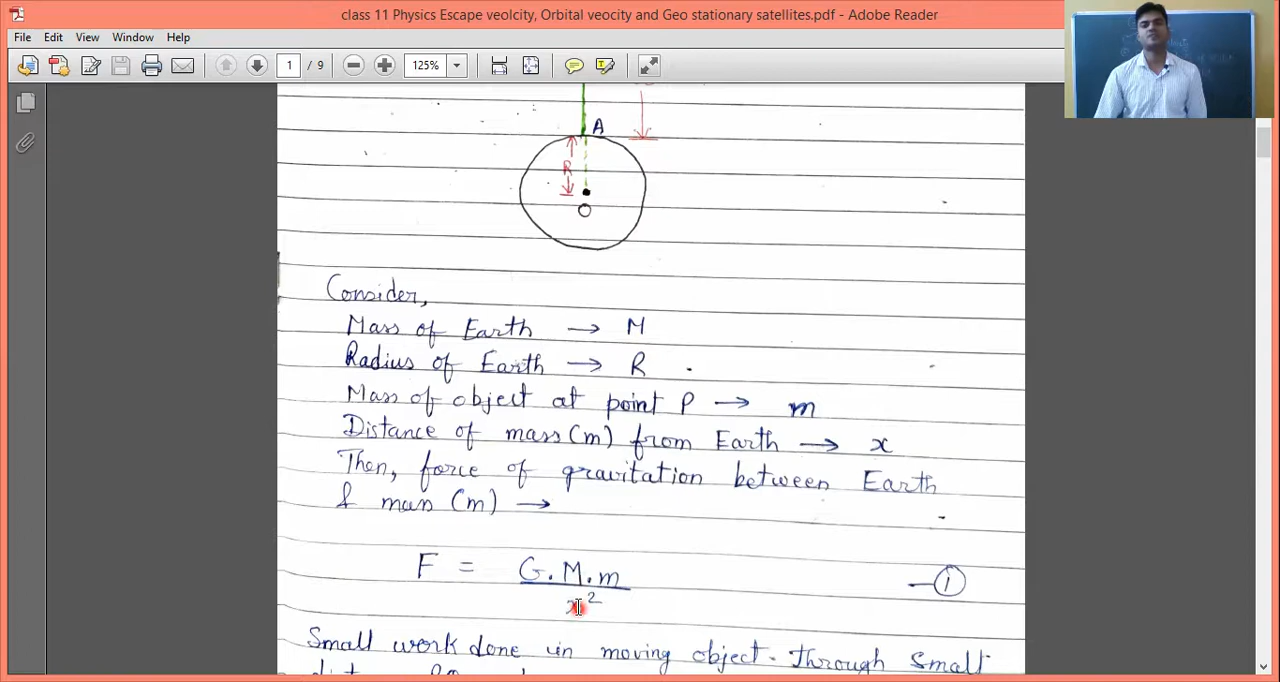 class 11 Physics Escape veolcity, Orbital veocity and Geo stationary satellites.pdf - Adobe Reader
File Edit View Window Help
1 / 9 125%
A
R
O
Consider,
Mass of Earth → M
Radius of Earth → R
Mass of object at point P → m
Distance of mass (m) from Earth → x
Then, force of gravitation between Earth
& mass (m) →
F = G.M.m / x² — 1
Small work done in moving object through small